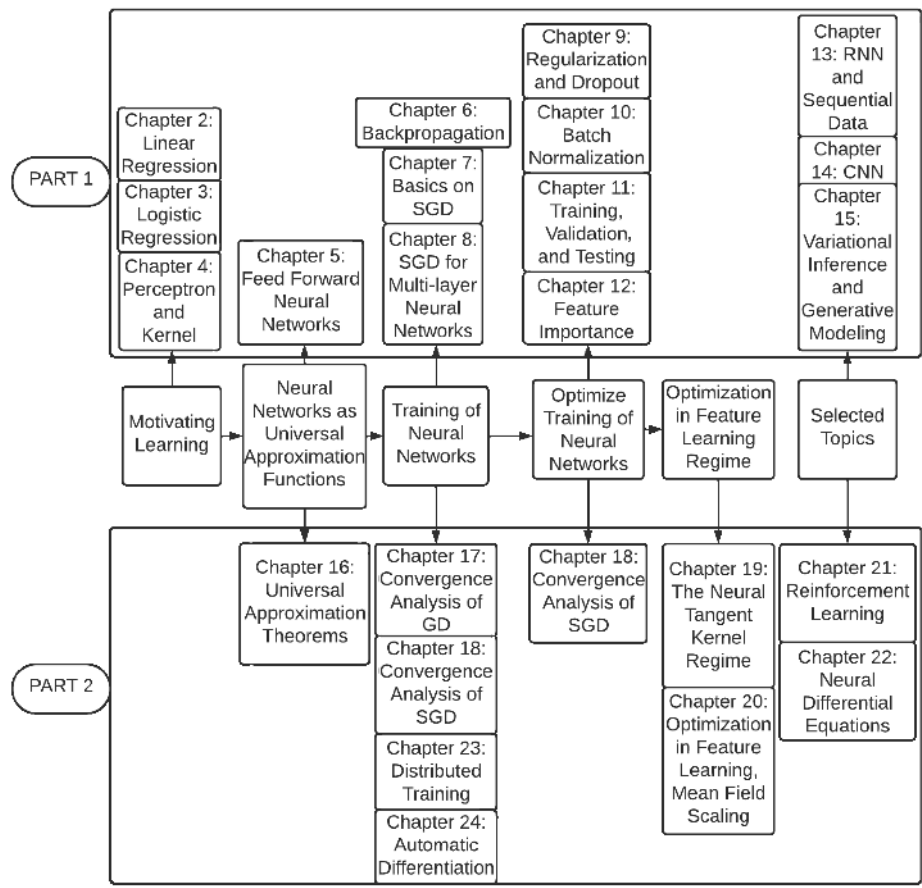 PART 1
Chapter 2:
Linear
Regression
Chapter 3:
Logistic
Regression
Chapter 4:
Perceptron
and
Kernel
Chapter 5:
Feed Forward
Neural
Networks
Chapter 6:
Backpropagation
Chapter 7:
Basics on
SGD
Chapter 8:
SGD for
Multi-layer
Neural
Networks
Chapter 9:
Regularization
and Dropout
Chapter 10:
Batch
Normalization
Chapter 11:
Training,
Validation,
and Testing
Chapter 12:
Feature
Importance
Chapter
13: RNN
and
Sequential
Data
Chapter
14: CNN
Chapter
15:
Variational
Inference
and
Generative
Modeling
Motivating
Learning
Neural
Networks as
Universal
Approximation
Functions
Training of
Neural
Networks
Optimize
Training of
Neural
Networks
Optimization
in Feature
Learning
Regime
Selected
Topics
PART 2
Chapter 16:
Universal
Approximation
Theorems
Chapter 17:
Convergence
Analysis of
GD
Chapter 18:
Convergence
Analysis of
SGD
Chapter 23:
Distributed
Training
Chapter 24:
Automatic
Differentiation
Chapter 18:
Convergence
Analysis of
SGD
Chapter 19:
The Neural
Tangent
Kernel
Regime
Chapter 20:
Optimization
in Feature
Learning,
Mean Field
Scaling
Chapter 21:
Reinforcement
Learning
Chapter 22:
Neural
Differential
Equations